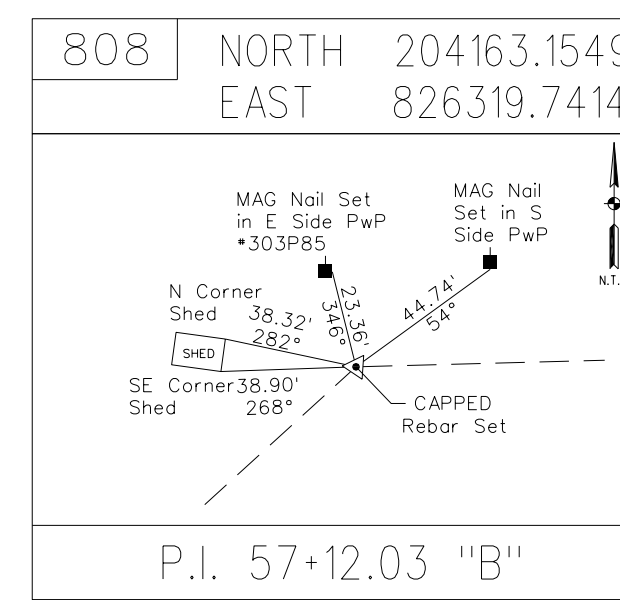 808
NORTH 204163.1549
EAST 826319.7414
MAG Nail Set
in E Side PwP
#303P85
MAG Nail
Set in S
Side PwP
N.T.
N Corner
Shed
38.32'
282°
23.36'
346°
44.74'
54°
SHED
SE Corner
Shed
38.90'
268°
CAPPED
Rebar Set
P.I. 57+12.03 "B"